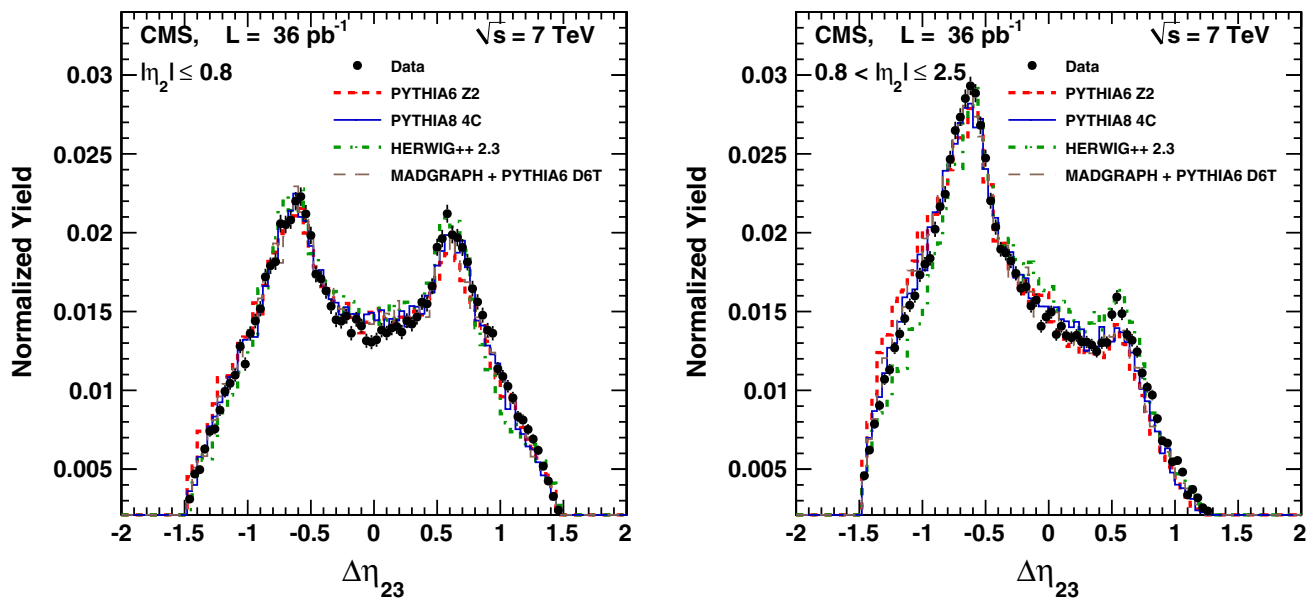 CMS, L = 36 pb⁻¹ √s = 7 TeV
|η₂| ≤ 0.8
Data
PYTHIA6 Z2
PYTHIA8 4C
HERWIG++ 2.3
MADGRAPH + PYTHIA6 D6T
Normalized Yield
0.03
0.025
0.02
0.015
0.01
0.005
-2 -1.5 -1 -0.5 0 0.5 1 1.5 2
Δη₂₃
CMS, L = 36 pb⁻¹ √s = 7 TeV
0.8 < |η₂| ≤ 2.5
Data
PYTHIA6 Z2
PYTHIA8 4C
HERWIG++ 2.3
MADGRAPH + PYTHIA6 D6T
Normalized Yield
0.03
0.025
0.02
0.015
0.01
0.005
-2 -1.5 -1 -0.5 0 0.5 1 1.5 2
Δη₂₃